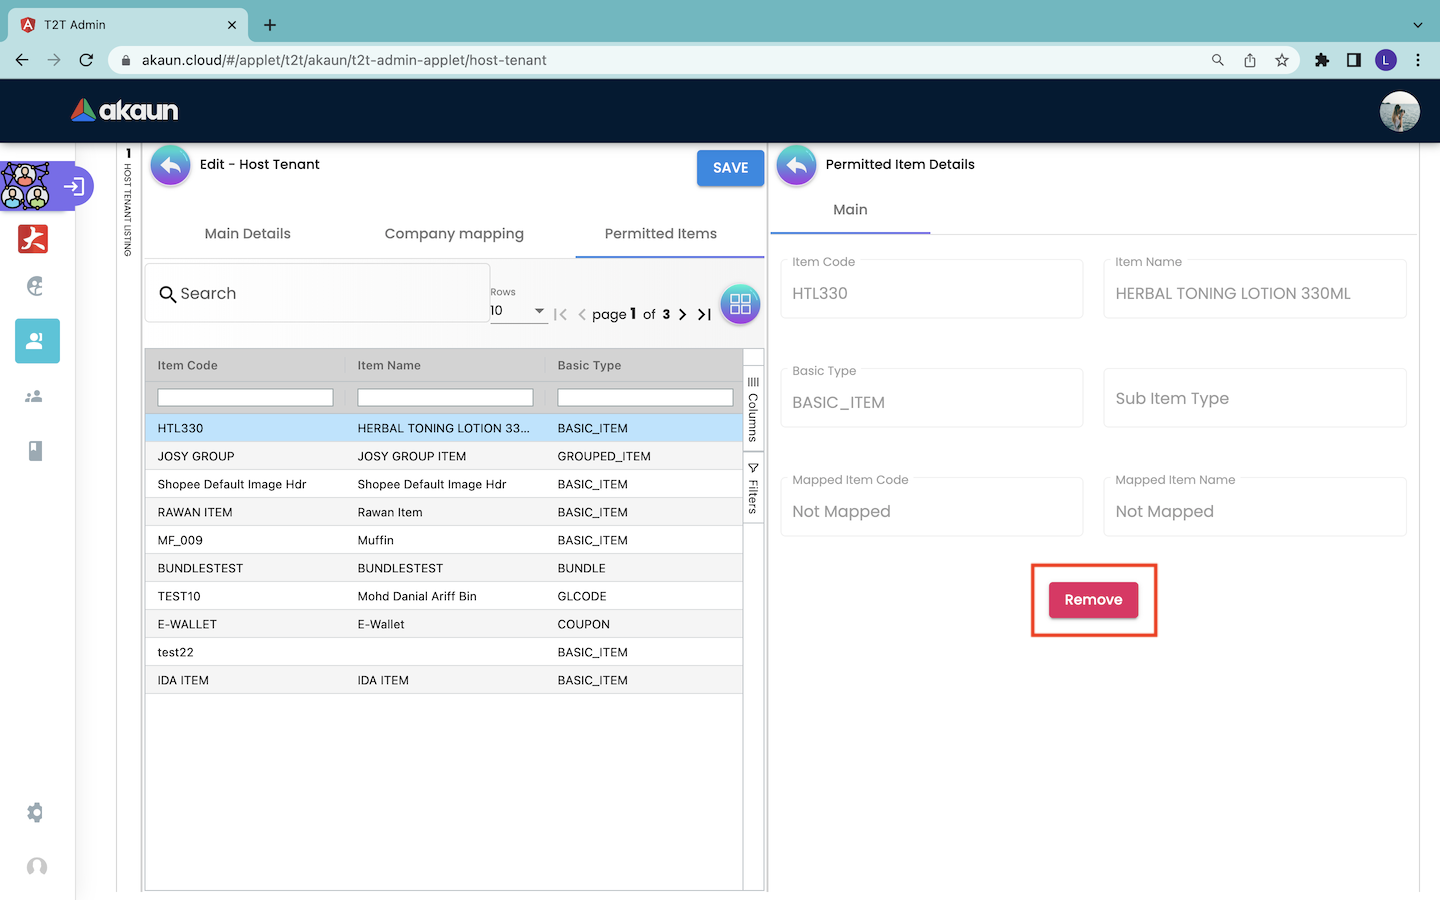 T2T Admin
akaun.cloud/#/applet/t2t/akaun/t2t-admin-applet/host-tenant
L
akaun
1 HOST TENANT LISTING
Edit - Host Tenant
SAVE
Main Details
Company mapping
Permitted Items
Search
Rows
10
page 1 of 3
Item Code Item Name Basic Type
HTL330 HERBAL TONING LOTION 33... BASIC_ITEM
JOSY GROUP JOSY GROUP ITEM GROUPED_ITEM
Shopee Default Image Hdr Shopee Default Image Hdr BASIC_ITEM
RAWAN ITEM Rawan Item BASIC_ITEM
MF_009 Muffin BASIC_ITEM
BUNDLESTEST BUNDLESTEST BUNDLE
TEST10 Mohd Danial Ariff Bin GLCODE
E-WALLET E-Wallet COUPON
test22 BASIC_ITEM
IDA ITEM IDA ITEM BASIC_ITEM
Columns
Filters
Permitted Item Details
Main
Item Code
HTL330
Item Name
HERBAL TONING LOTION 330ML
Basic Type
BASIC_ITEM
Sub Item Type
Mapped Item Code
Not Mapped
Mapped Item Name
Not Mapped
Remove